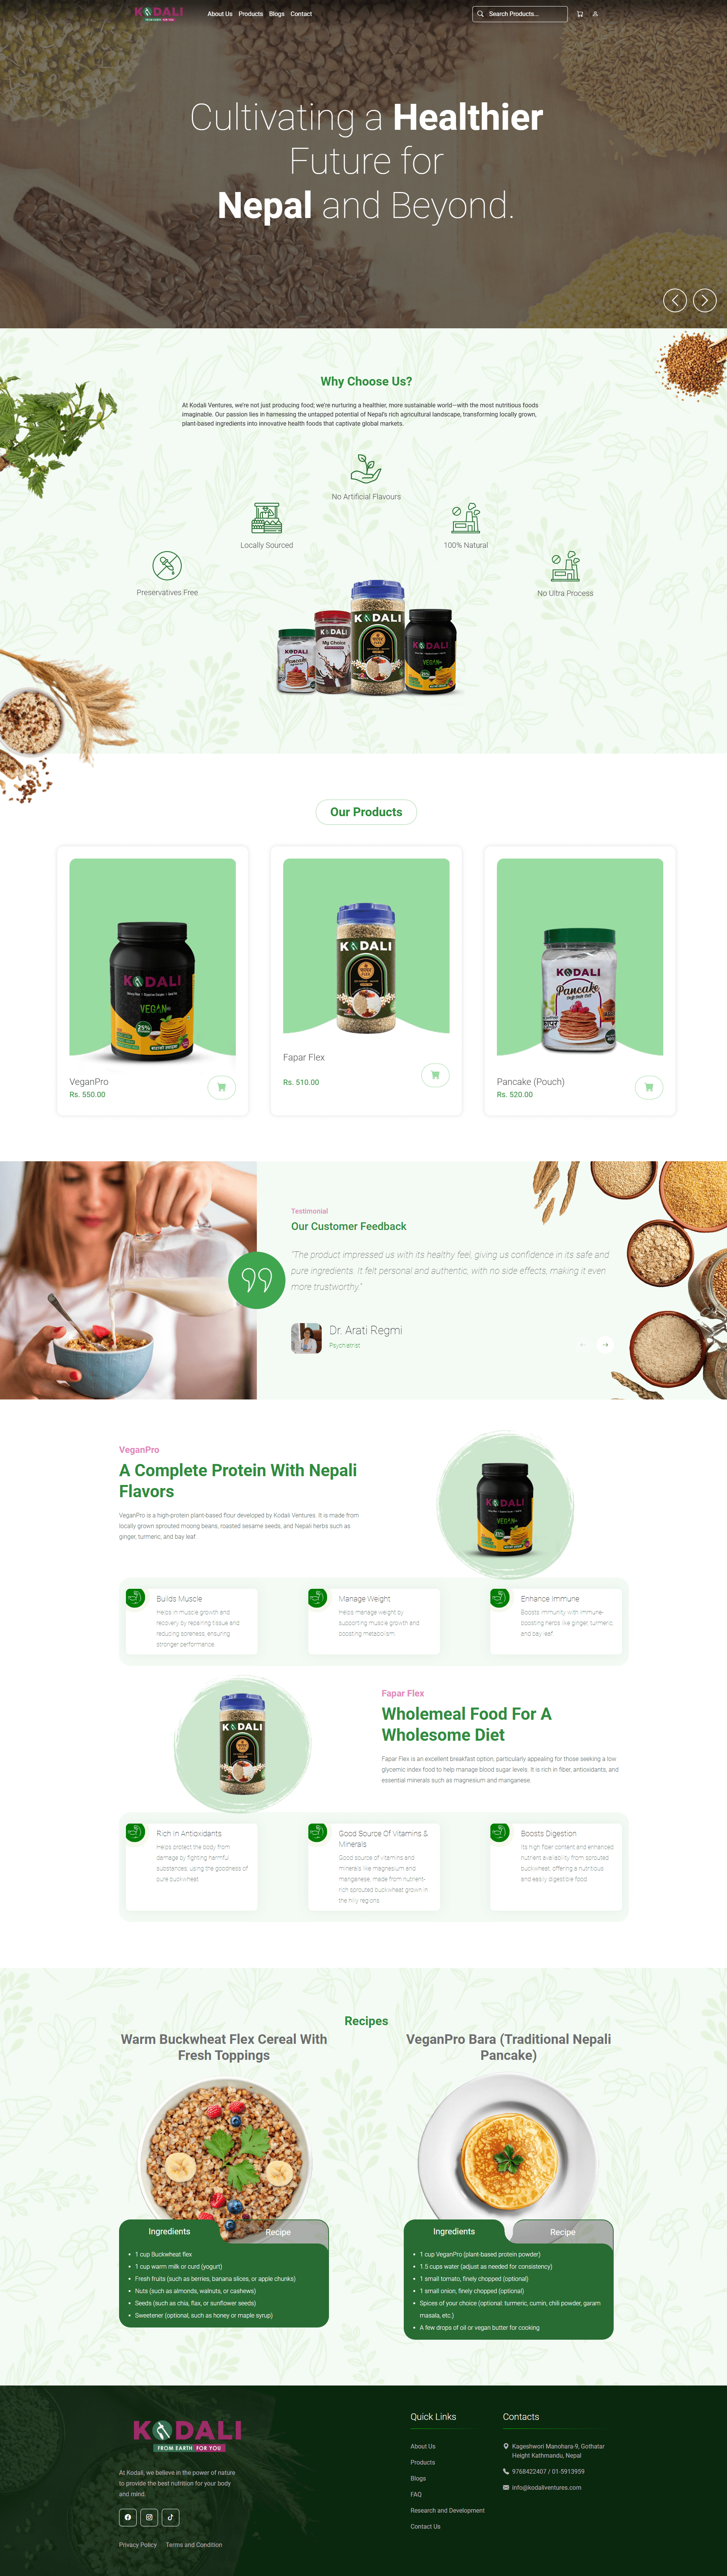 KODALI
FROM EARTH FOR YOU
About Us Products Blogs Contact
Search Products...
Cultivating a Healthier
Future for
Nepal and Beyond.
Why Choose Us?
At Kodali Ventures, we're not just producing food; we're nurturing a healthier, more sustainable world—with the most nutritious foods
imaginable. Our passion lies in harnessing the untapped potential of Nepal's rich agricultural landscape, transforming locally grown,
plant-based ingredients into innovative health foods that captivate global markets.
No Artificial Flavours
Locally Sourced
100% Natural
Preservatives Free
No Ultra Process
KODALI
Pancake
KODALI
My Choice
KODALI
KODALI
VEGAN
Our Products
KODALI
VEGAN
25%
KODALI
KODALI
Pancake
VeganPro
Rs. 550.00
Fapar Flex
Rs. 510.00
Pancake (Pouch)
Rs. 520.00
Testimonial
Our Customer Feedback
"The product impressed us with its healthy feel, giving us confidence in its safe and
pure ingredients. It felt personal and authentic, with no side effects, making it even
more trustworthy."
Dr. Arati Regmi
Psychiatrist
VeganPro
A Complete Protein With Nepali
Flavors
VeganPro is a high-protein plant-based flour developed by Kodali Ventures. It is made from
locally grown sprouted moong beans, roasted sesame seeds, and Nepali herbs such as
ginger, turmeric, and bay leaf.
KODALI
VEGAN
Builds Muscle
Helps in muscle growth and
recovery by repairing tissue and
reducing soreness, ensuring
stronger performance.
Manage Weight
Helps manage weight by
supporting muscle growth and
boosting metabolism.
Enhance Immune
Boosts immunity with immune-
boosting herbs like ginger, turmeric,
and bay leaf.
KODALI
Fapar Flex
Wholemeal Food For A
Wholesome Diet
Fapar Flex is an excellent breakfast option, particularly appealing for those seeking a low
glycemic index food to help manage blood sugar levels. It is rich in fiber, antioxidants, and
essential minerals such as magnesium and manganese.
Rich In Antioxidants
Helps protect the body from
damage by fighting harmful
substances, using the goodness of
pure buckwheat.
Good Source Of Vitamins &
Minerals
Good source of vitamins and
minerals like magnesium and
manganese, made from nutrient-
rich sprouted buckwheat grown in
the hilly regions.
Boosts Digestion
Its high fiber content and enhanced
nutrient availability from sprouted
buckwheat, offering a nutritious
and easily digestible food.
Recipes
Warm Buckwheat Flex Cereal With
Fresh Toppings
Ingredients Recipe
1 cup Buckwheat flex
1 cup warm milk or curd (yogurt)
Fresh fruits (such as berries, banana slices, or apple chunks)
Nuts (such as almonds, walnuts, or cashews)
Seeds (such as chia, flax, or sunflower seeds)
Sweetener (optional, such as honey or maple syrup)
VeganPro Bara (Traditional Nepali
Pancake)
Ingredients Recipe
1 cup VeganPro (plant-based protein powder)
1.5 cups water (adjust as needed for consistency)
1 small tomato, finely chopped (optional)
1 small onion, finely chopped (optional)
Spices of your choice (optional: turmeric, cumin, chili powder, garam
masala, etc.)
A few drops of oil or vegan butter for cooking
KODALI
FROM EARTH FOR YOU
At Kodali, we believe in the power of nature
to provide the best nutrition for your body
and mind.
Privacy Policy Terms and Condition
Quick Links
About Us
Products
Blogs
FAQ
Research and Development
Contact Us
Contacts
Kageshwori Manohara-9, Gothatar
Height Kathmandu, Nepal
9768422407 / 01-5913959
info@kodaliventures.com